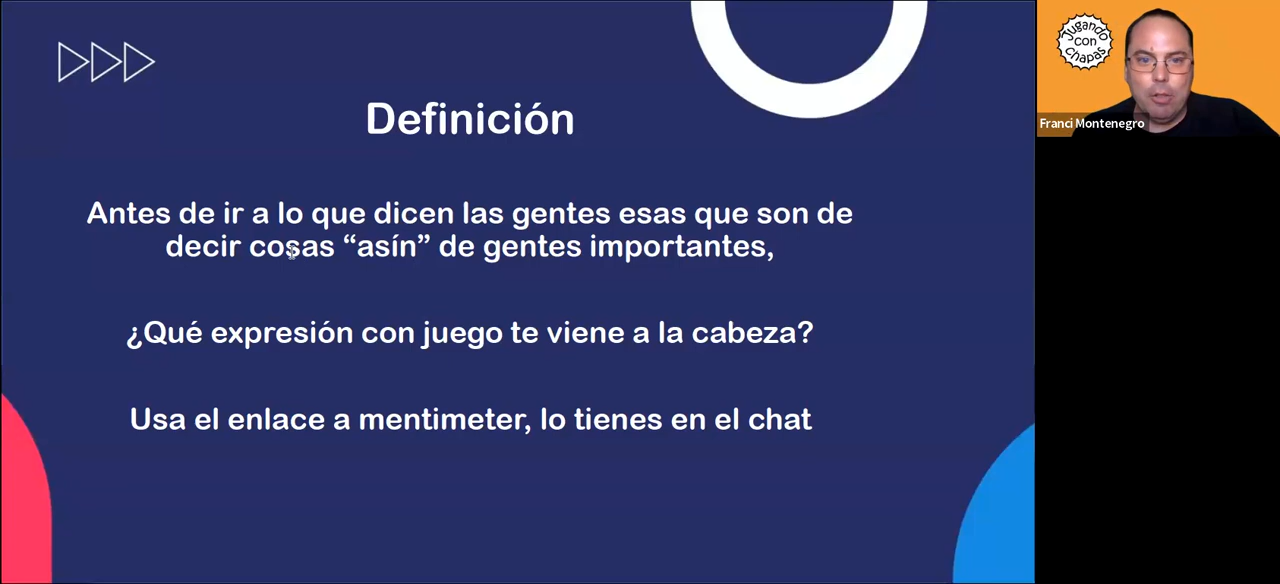 Definición
Antes de ir a lo que dicen las gentes esas que son de
decir cosas “asín” de gentes importantes,
¿Qué expresión con juego te viene a la cabeza?
Usa el enlace a mentimeter, lo tienes en el chat
Jugando
con
chapas
Franci Montenegro